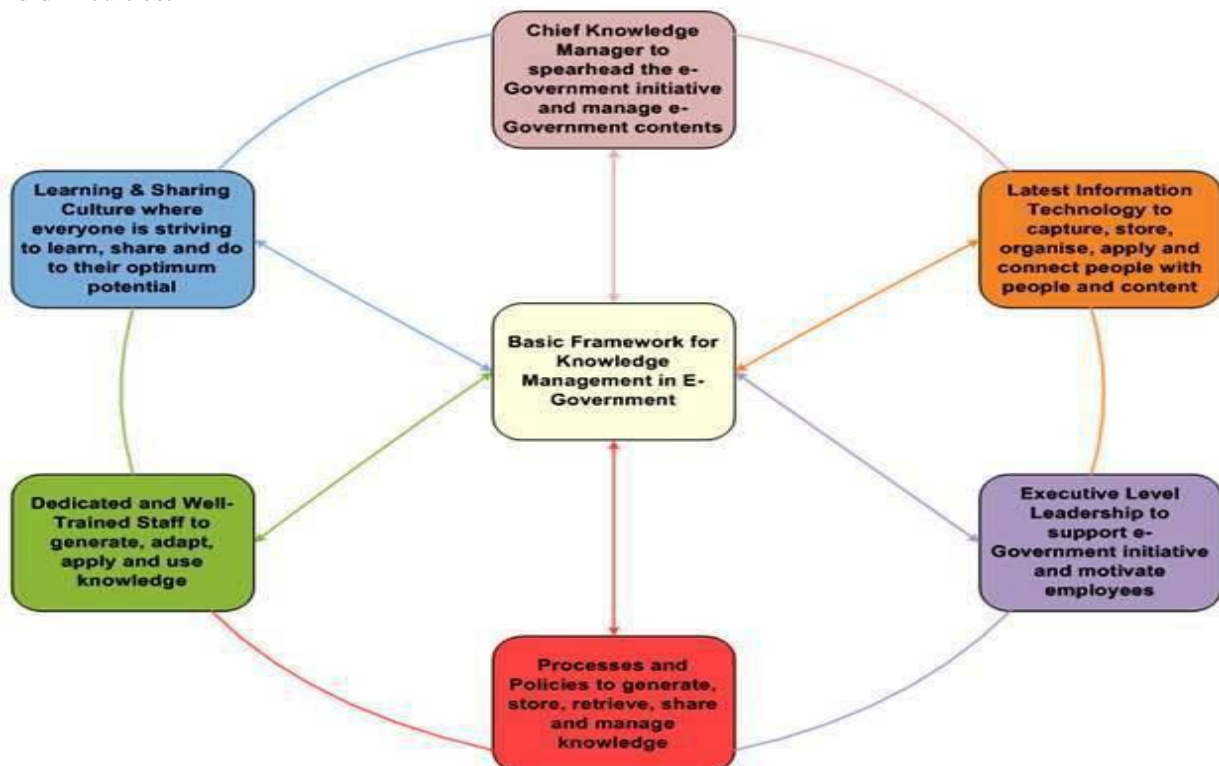 Chief Knowledge
Manager to
spearhead the e-
Government initiative
and manage e-
Government contents
Learning & Sharing
Culture where
everyone is striving
to learn, share and do
to their optimum
potential
Latest Information
Technology to
capture, store,
organise, apply and
connect people with
people and content
Basic Framework for
Knowledge
Management in E-
Government
Dedicated and Well-
Trained Staff to
generate, adapt,
apply and use
knowledge
Executive Level
Leadership to
support e-
Government initiative
and motivate
employees
Processes and
Policies to generate,
store, retrieve, share
and manage
knowledge